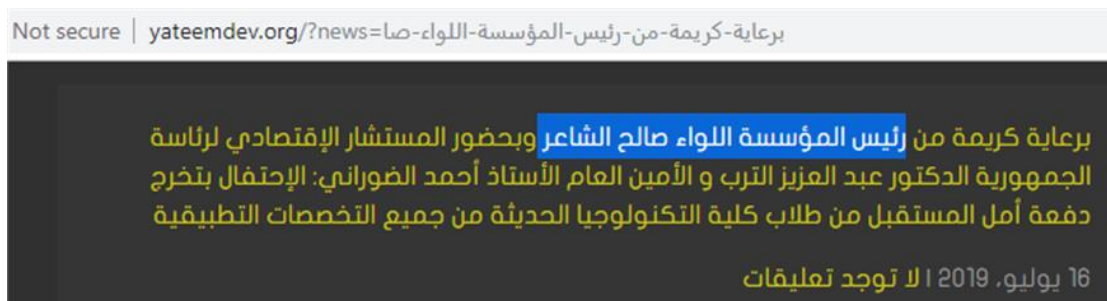 Not secure | yateemdev.org/?news=برعاية-كريمة-من-رئيس-المؤسسة-اللواء-صا
برعاية كريمة من رئيس المؤسسة اللواء صالح الشاعر وبحضور المستشار الإقتصادي لرئاسة
الجمهورية الدكتور عبد العزيز الترب و الأمين العام الأستاذ أحمد الضوراني: الإحتفال بتخرج
دفعة أمل المستقبل من طلاب كلية التكنولوجيا الحديثة من جميع التخصصات التطبيقية
16 يوليو، 2019 | لا توجد تعليقات